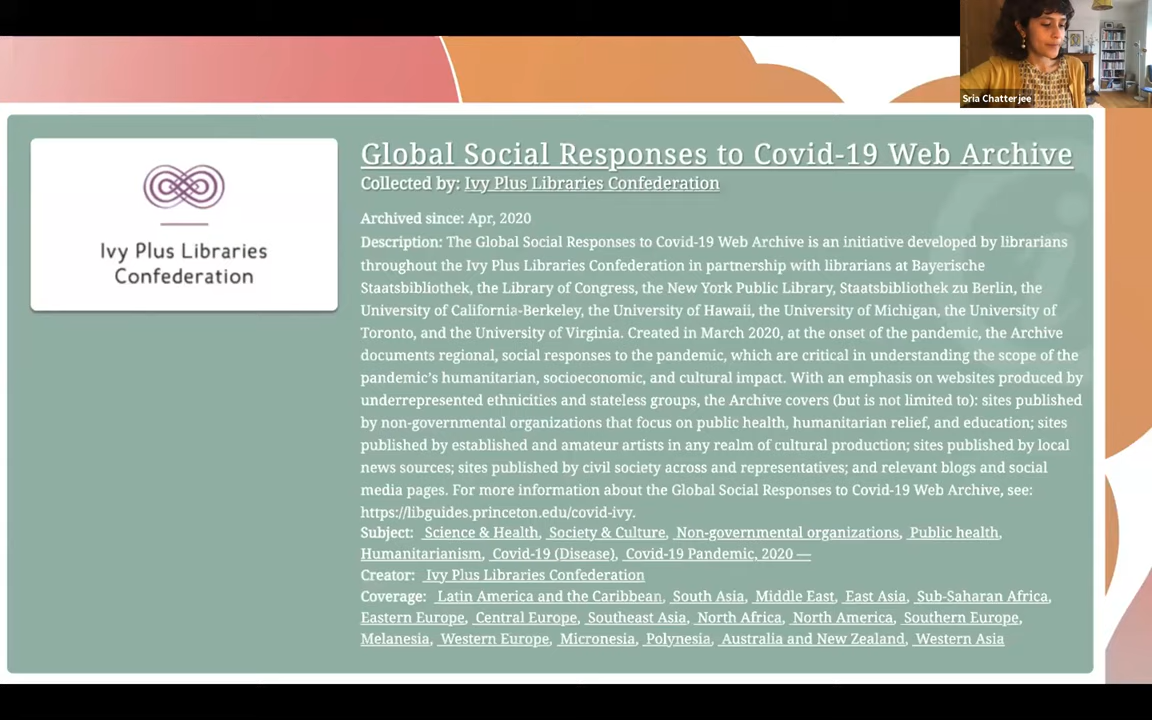 Sria Chatterjee
Ivy Plus Libraries
Confederation
Global Social Responses to Covid-19 Web Archive
Collected by: Ivy Plus Libraries Confederation
Archived since: Apr, 2020
Description: The Global Social Responses to Covid-19 Web Archive is an initiative developed by librarians
throughout the Ivy Plus Libraries Confederation in partnership with librarians at Bayerische
Staatsbibliothek, the Library of Congress, the New York Public Library, Staatsbibliothek zu Berlin, the
University of California-Berkeley, the University of Hawaii, the University of Michigan, the University of
Toronto, and the University of Virginia. Created in March 2020, at the onset of the pandemic, the Archive
documents regional, social responses to the pandemic, which are critical in understanding the scope of the
pandemic's humanitarian, socioeconomic, and cultural impact. With an emphasis on websites produced by
underrepresented ethnicities and stateless groups, the Archive covers (but is not limited to): sites published
by non-governmental organizations that focus on public health, humanitarian relief, and education; sites
published by established and amateur artists in any realm of cultural production; sites published by local
news sources; sites published by civil society across and representatives; and relevant blogs and social
media pages. For more information about the Global Social Responses to Covid-19 Web Archive, see:
https://libguides.princeton.edu/covid-ivy.
Subject: Science & Health, Society & Culture, Non-governmental organizations, Public health,
Humanitarianism, Covid-19 (Disease), Covid-19 Pandemic, 2020 —
Creator: Ivy Plus Libraries Confederation
Coverage: Latin America and the Caribbean, South Asia, Middle East, East Asia, Sub-Saharan Africa,
Eastern Europe, Central Europe, Southeast Asia, North Africa, North America, Southern Europe,
Melanesia, Western Europe, Micronesia, Polynesia, Australia and New Zealand, Western Asia